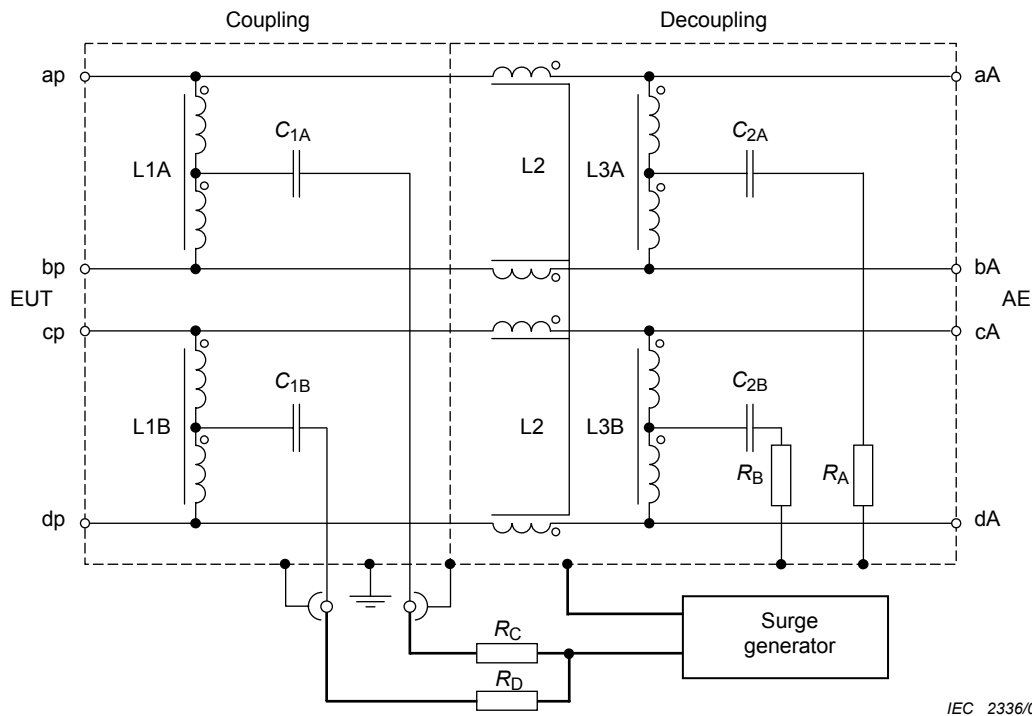 Coupling
Decoupling
ap
aA
C1A
C2A
L1A
L2
L3A
bp
bA
EUT
AE
cp
cA
C1B
C2B
L1B
L2
L3B
RB
RA
dp
dA
Surge
generator
RC
RD